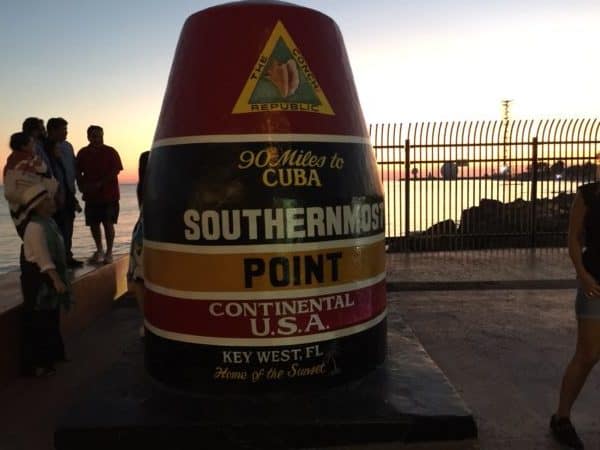 THE CONCH
REPUBLIC
90 Miles to
CUBA
SOUTHERNMOST
POINT
CONTINENTAL
U.S.A.
KEY WEST, FL
Home of the Sunset